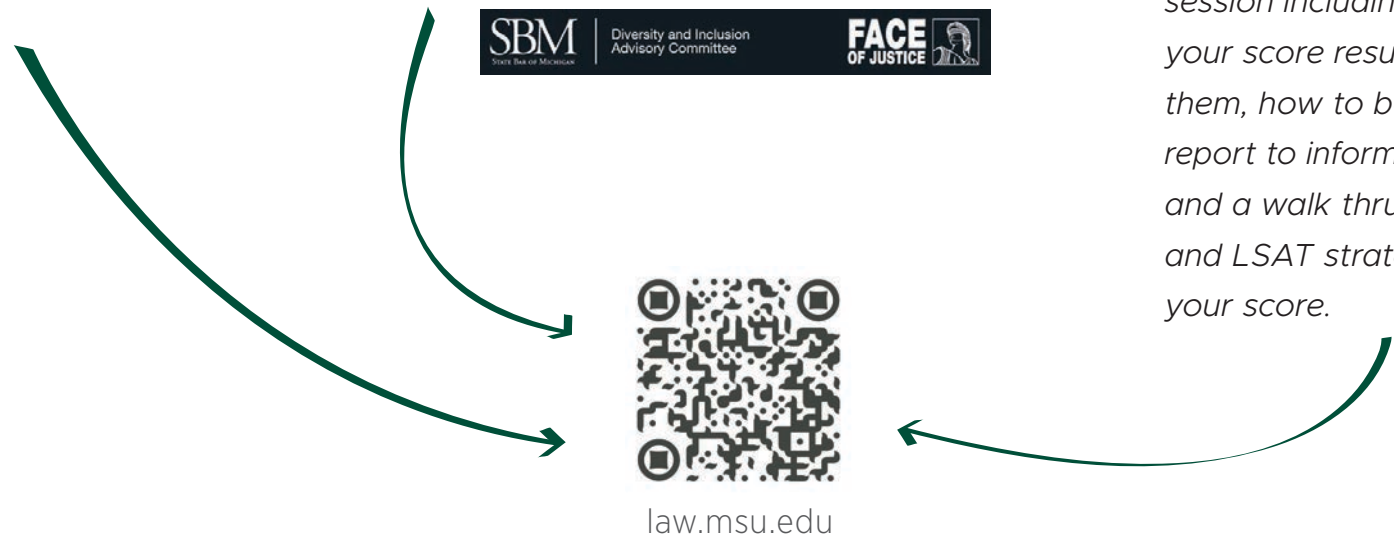 SBM
STATE BAR OF MICHIGAN
Diversity and Inclusion
Advisory Committee
FACE
OF JUSTICE
session includin
your score resu
them, how to b
report to inform
and a walk thru
and LSAT strat
your score.
law.msu.edu